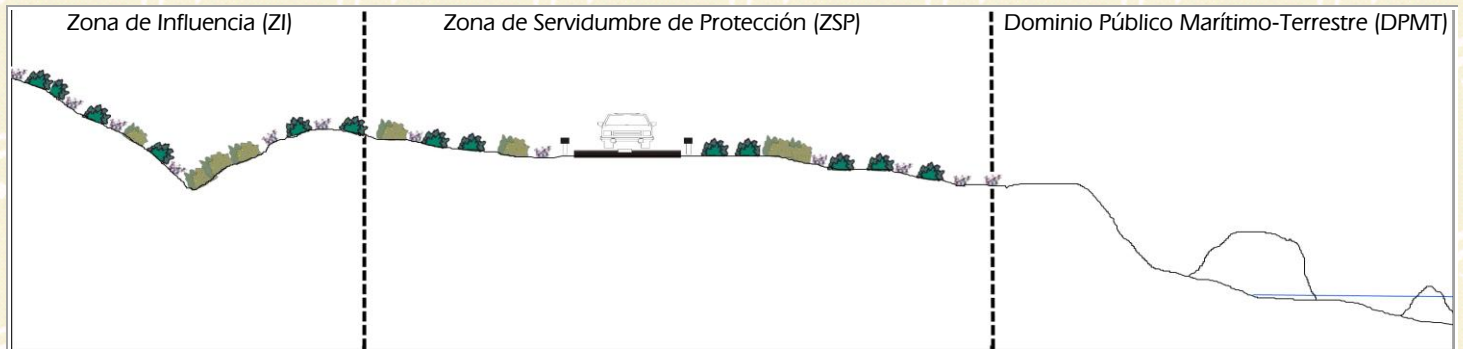 Zona de Influencia (ZI)
Zona de Servidumbre de Protección (ZSP)
Dominio Público Marítimo-Terrestre (DPMT)